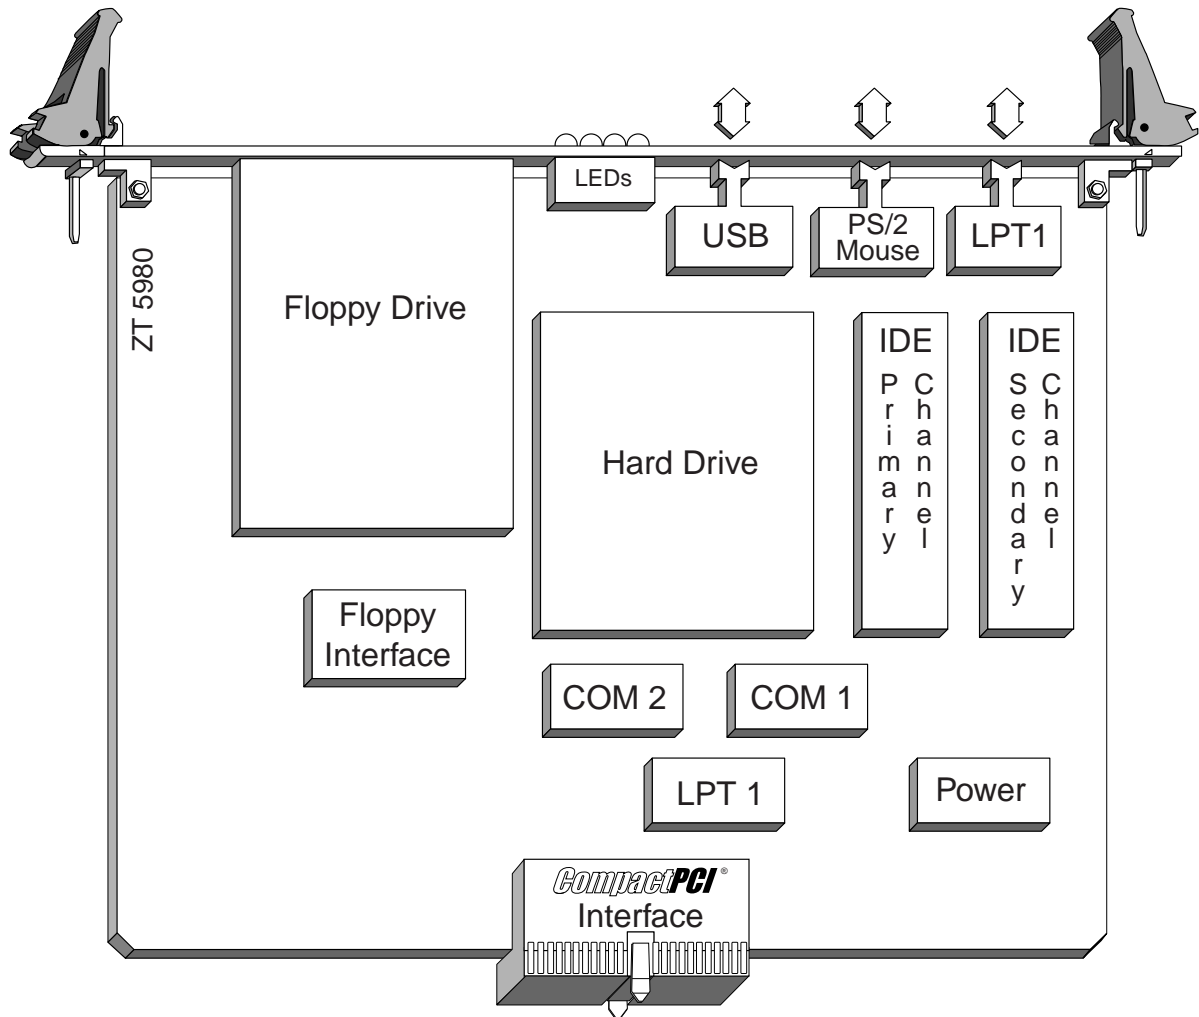 LEDs
USB
PS/2
Mouse
LPT1
ZT 5980
Floppy Drive
Hard Drive
IDE
Primary
Channel
IDE
Secondary
Channel
Floppy
Interface
COM 2
COM 1
LPT 1
Power
CompactPCI®
Interface